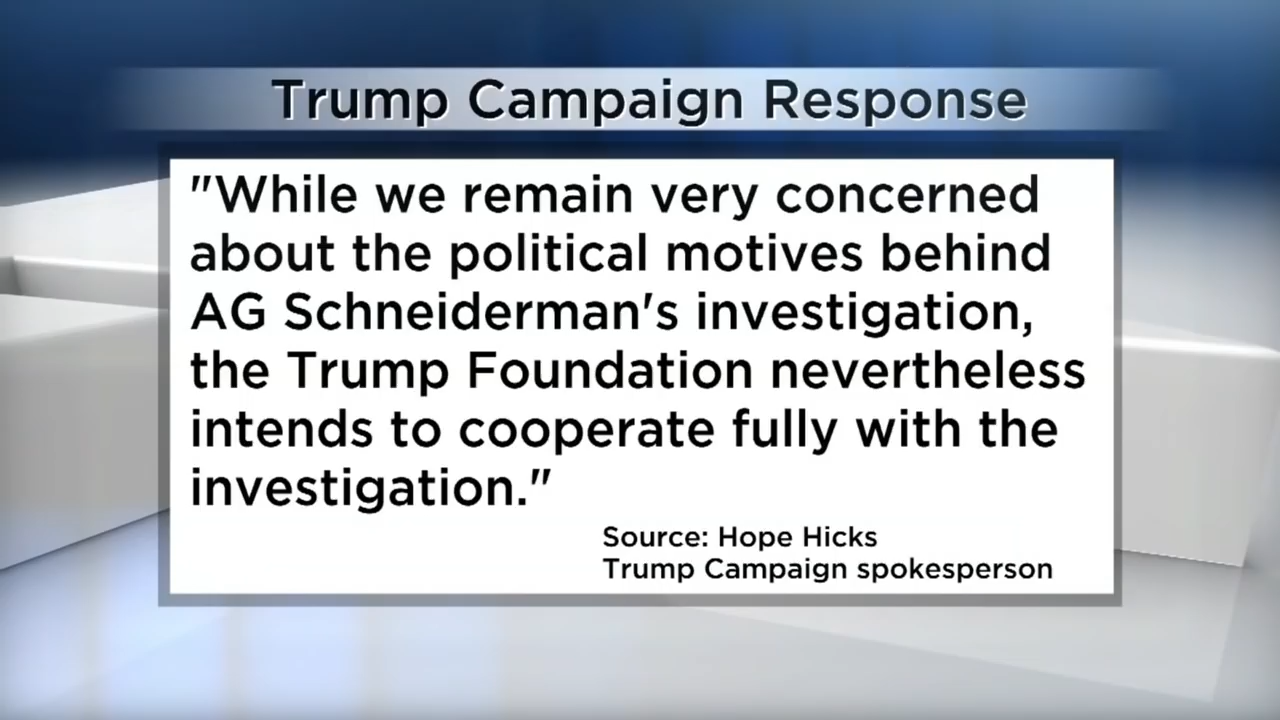 Trump Campaign Response
"While we remain very concerned
about the political motives behind
AG Schneiderman's investigation,
the Trump Foundation nevertheless
intends to cooperate fully with the
investigation."
Source: Hope Hicks
Trump Campaign spokesperson